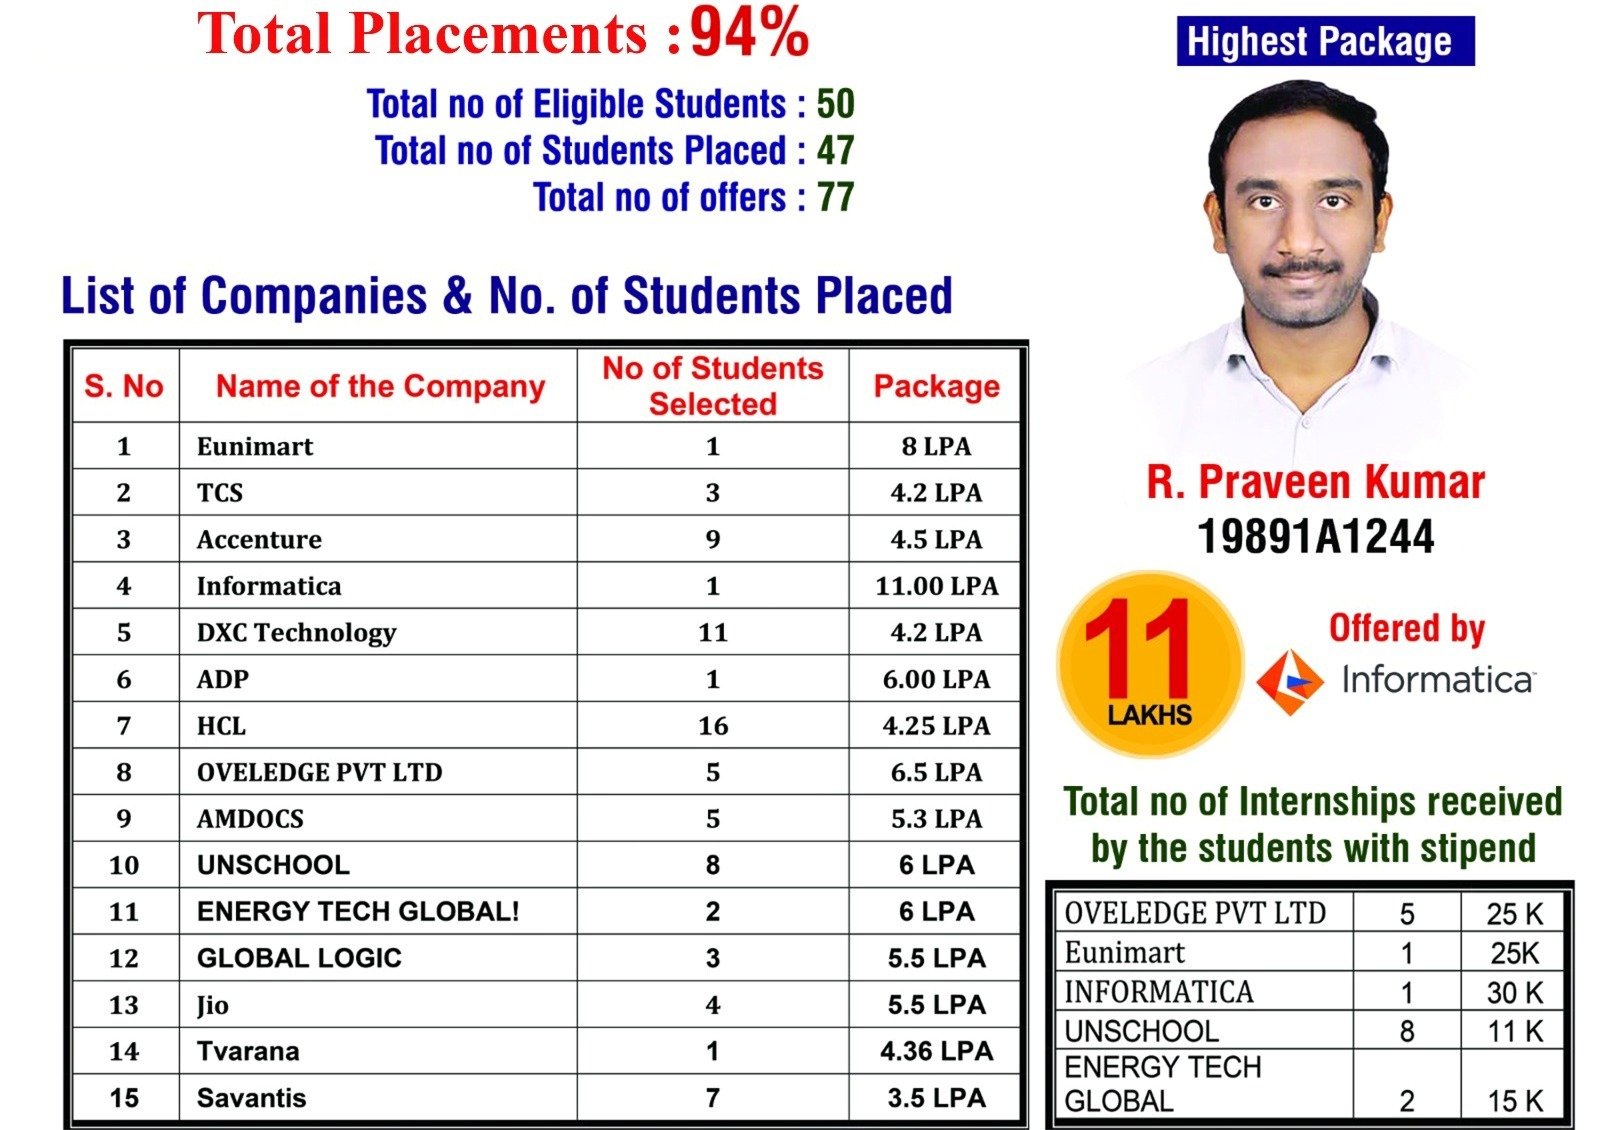 Total Placements : 94%
Total no of Eligible Students : 50
Total no of Students Placed : 47
Total no of offers : 77
List of Companies & No. of Students Placed
S. No Name of the Company No of Students Selected Package
1 Eunimart 1 8 LPA
2 TCS 3 4.2 LPA
3 Accenture 9 4.5 LPA
4 Informatica 1 11.00 LPA
5 DXC Technology 11 4.2 LPA
6 ADP 1 6.00 LPA
7 HCL 16 4.25 LPA
8 OVELEDGE PVT LTD 5 6.5 LPA
9 AMDOCS 5 5.3 LPA
10 UNSCHOOL 8 6 LPA
11 ENERGY TECH GLOBAL! 2 6 LPA
12 GLOBAL LOGIC 3 5.5 LPA
13 Jio 4 5.5 LPA
14 Tvarana 1 4.36 LPA
15 Savantis 7 3.5 LPA
Highest Package
R. Praveen Kumar
19891A1244
11
LAKHS
Offered by
Informatica
Total no of Internships received
by the students with stipend
OVELEDGE PVT LTD 5 25 K
Eunimart 1 25K
INFORMATICA 1 30 K
UNSCHOOL 8 11 K
ENERGY TECH
GLOBAL 2 15 K